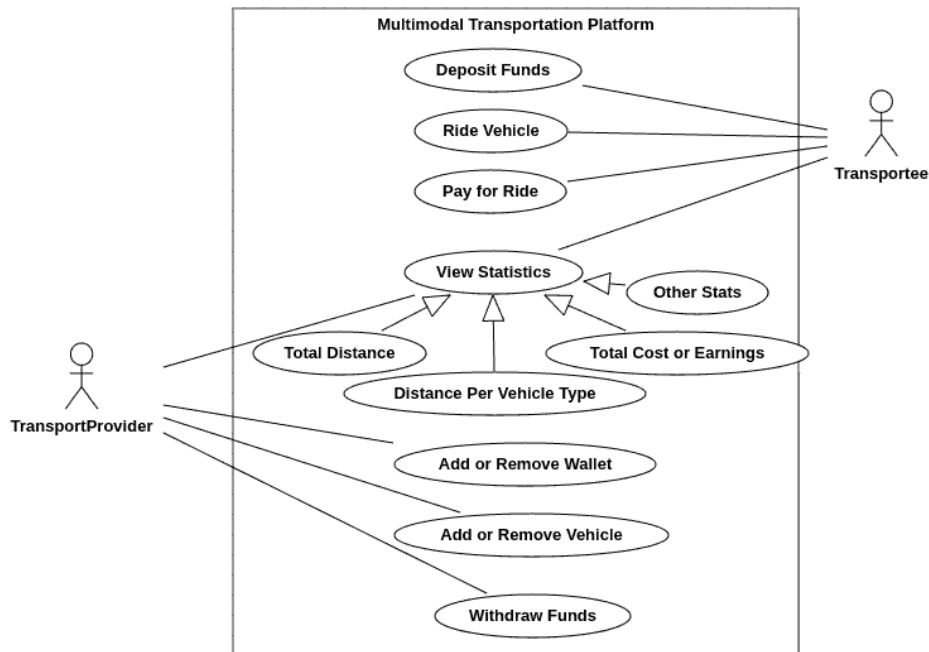 Multimodal Transportation Platform
Deposit Funds
Ride Vehicle
Transportee
Pay for Ride
View Statistics
Other Stats
Total Distance
Total Cost or Earnings
Distance Per Vehicle Type
TransportProvider
Add or Remove Wallet
Add or Remove Vehicle
Withdraw Funds